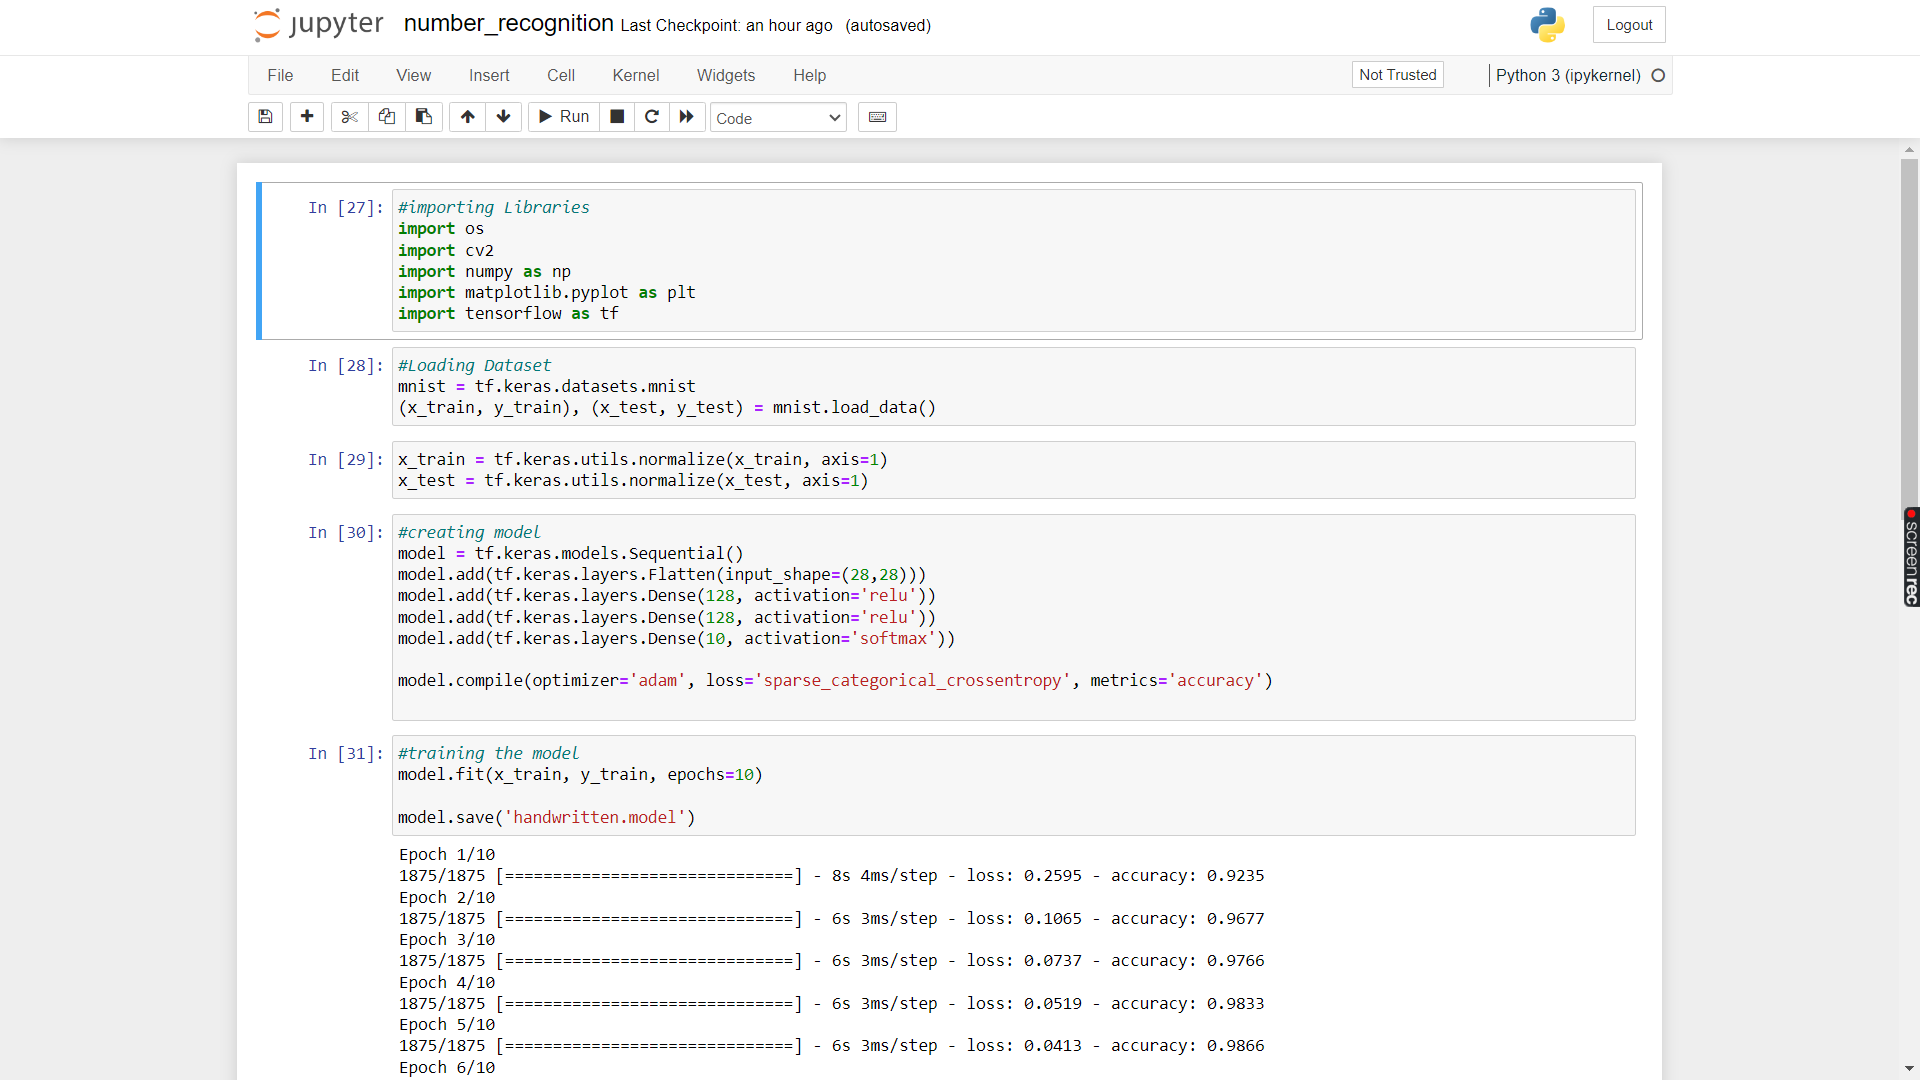 jupyter number_recognition Last Checkpoint: an hour ago (autosaved)
Logout
File Edit View Insert Cell Kernel Widgets Help
Not Trusted
Python 3 (ipykernel)
Run
Code
In [27]:
#importing Libraries
import os
import cv2
import numpy as np
import matplotlib.pyplot as plt
import tensorflow as tf
In [28]:
#Loading Dataset
mnist = tf.keras.datasets.mnist
(x_train, y_train), (x_test, y_test) = mnist.load_data()
In [29]:
x_train = tf.keras.utils.normalize(x_train, axis=1)
x_test = tf.keras.utils.normalize(x_test, axis=1)
In [30]:
#creating model
model = tf.keras.models.Sequential()
model.add(tf.keras.layers.Flatten(input_shape=(28,28)))
model.add(tf.keras.layers.Dense(128, activation='relu'))
model.add(tf.keras.layers.Dense(128, activation='relu'))
model.add(tf.keras.layers.Dense(10, activation='softmax'))
model.compile(optimizer='adam', loss='sparse_categorical_crossentropy', metrics='accuracy')
In [31]:
#training the model
model.fit(x_train, y_train, epochs=10)
model.save('handwritten.model')
Epoch 1/10
1875/1875 [==============================] - 8s 4ms/step - loss: 0.2595 - accuracy: 0.9235
Epoch 2/10
1875/1875 [==============================] - 6s 3ms/step - loss: 0.1065 - accuracy: 0.9677
Epoch 3/10
1875/1875 [==============================] - 6s 3ms/step - loss: 0.0737 - accuracy: 0.9766
Epoch 4/10
1875/1875 [==============================] - 6s 3ms/step - loss: 0.0519 - accuracy: 0.9833
Epoch 5/10
1875/1875 [==============================] - 6s 3ms/step - loss: 0.0413 - accuracy: 0.9866
Epoch 6/10
screenrec